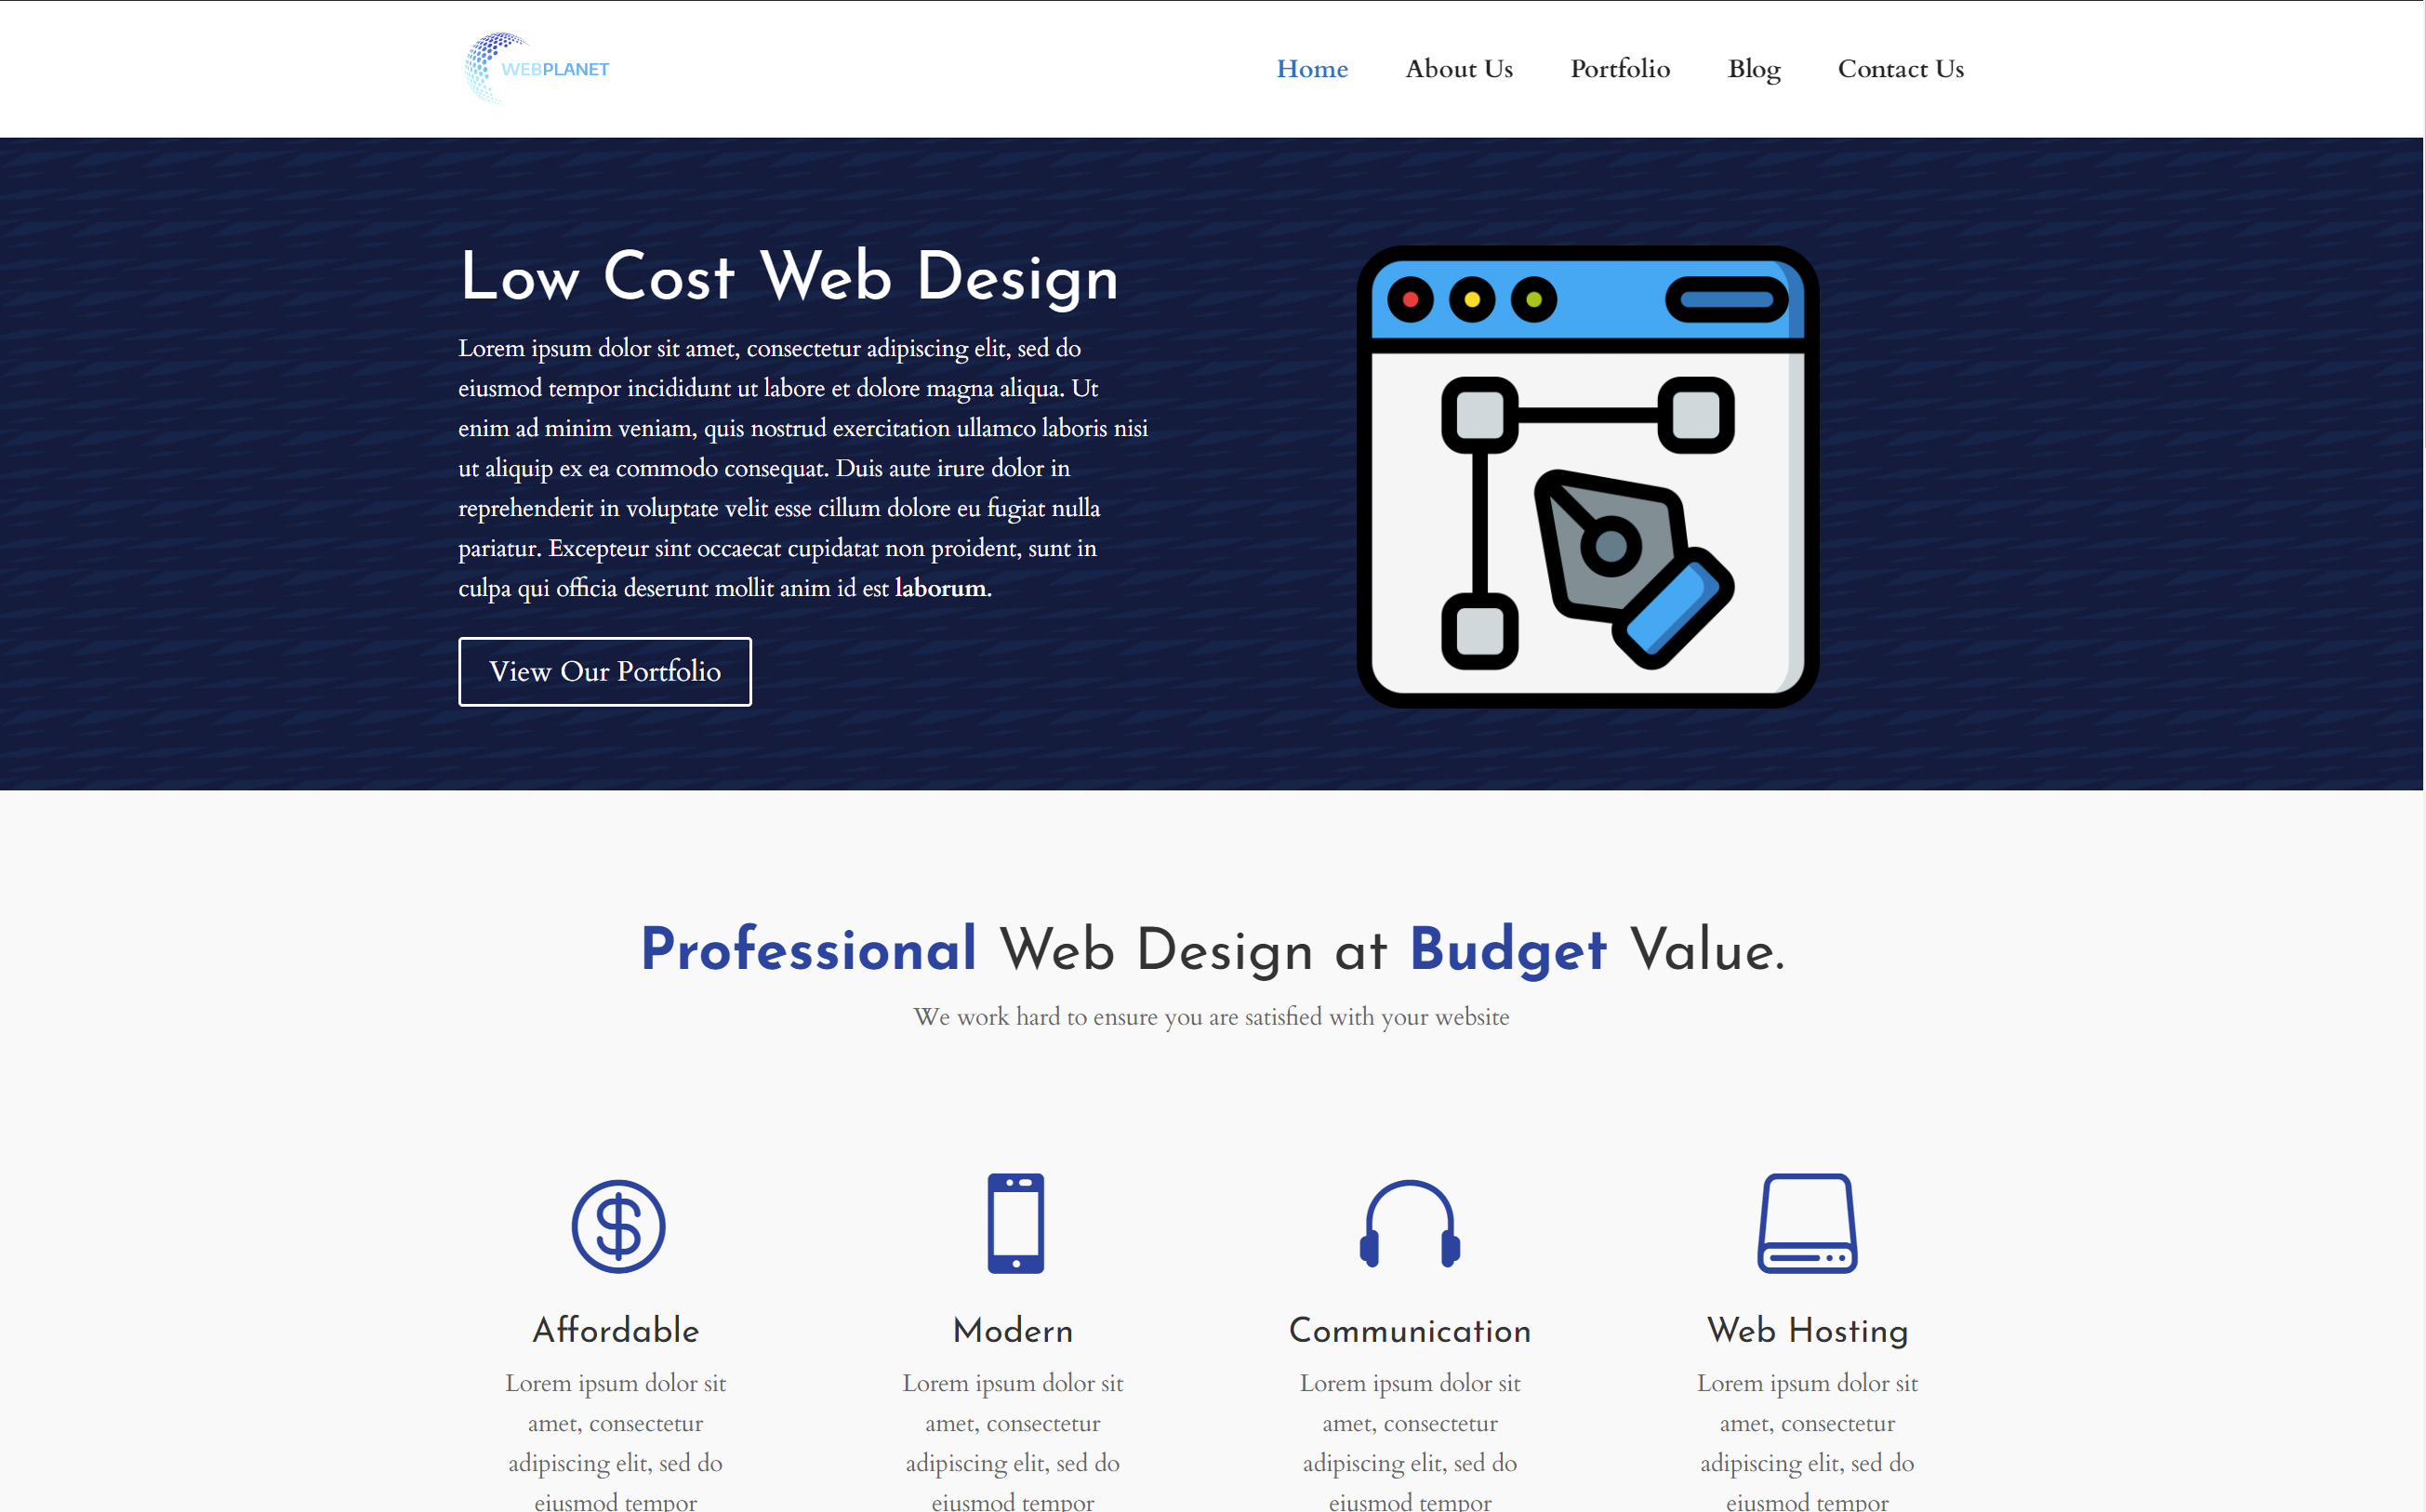 WEBPLANET
Home About Us Portfolio Blog Contact Us
Low Cost Web Design
Lorem ipsum dolor sit amet, consectetur adipiscing elit, sed do
eiusmod tempor incididunt ut labore et dolore magna aliqua. Ut
enim ad minim veniam, quis nostrud exercitation ullamco laboris nisi
ut aliquip ex ea commodo consequat. Duis aute irure dolor in
reprehenderit in voluptate velit esse cillum dolore eu fugiat nulla
pariatur. Excepteur sint occaecat cupidatat non proident, sunt in
culpa qui officia deserunt mollit anim id est laborum.
View Our Portfolio
Professional Web Design at Budget Value.
We work hard to ensure you are satisfied with your website
Affordable
Lorem ipsum dolor sit
amet, consectetur
adipiscing elit, sed do
eiusmod tempor
Modern
Lorem ipsum dolor sit
amet, consectetur
adipiscing elit, sed do
eiusmod tempor
Communication
Lorem ipsum dolor sit
amet, consectetur
adipiscing elit, sed do
eiusmod tempor
Web Hosting
Lorem ipsum dolor sit
amet, consectetur
adipiscing elit, sed do
eiusmod tempor